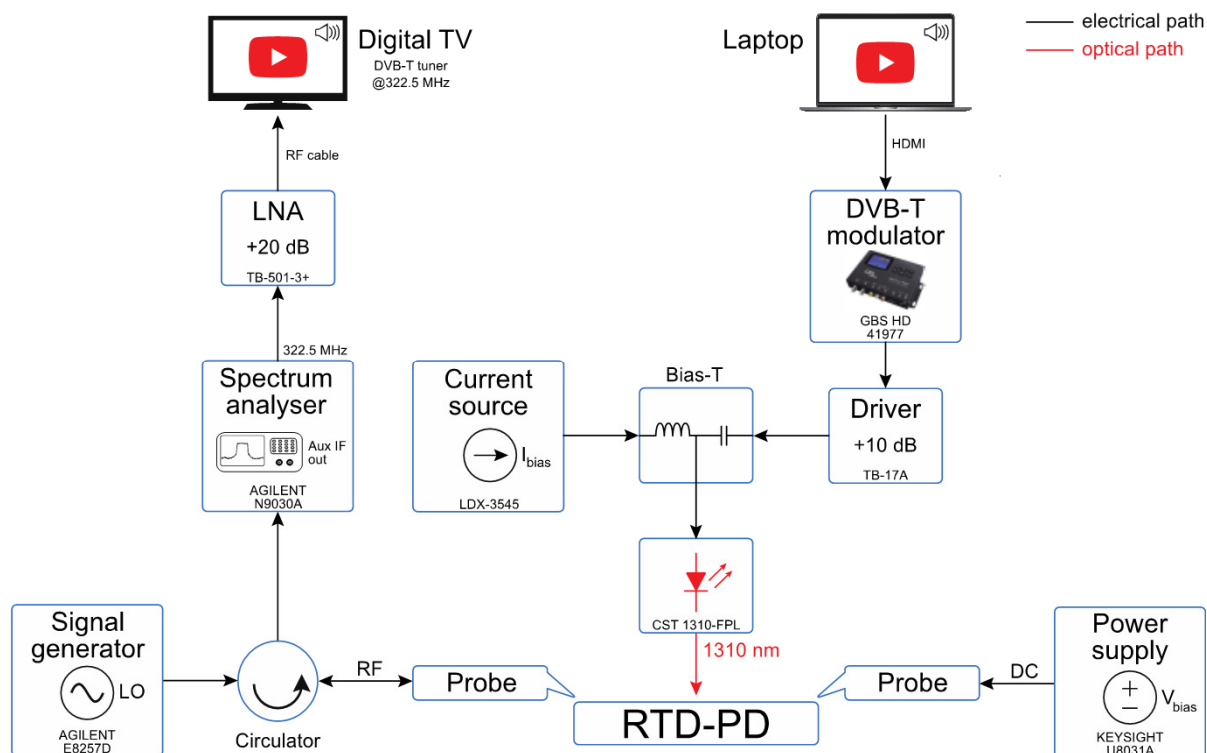 Digital TV
DVB-T tuner
@322.5 MHz
Laptop
electrical path
optical path
RF cable
HDMI
LNA
+20 dB
TB-501-3+
DVB-T
modulator
GBS HD
41977
322.5 MHz
Spectrum
analyser
Aux IF
out
AGILENT
N9030A
Current
source
I bias
LDX-3545
Bias-T
Driver
+10 dB
TB-17A
CST 1310-FPL
1310 nm
Signal
generator
LO
AGILENT
E8257D
Circulator
RF
Probe
RTD-PD
Probe
DC
Power
supply
V bias
KEYSIGHT
U8031A